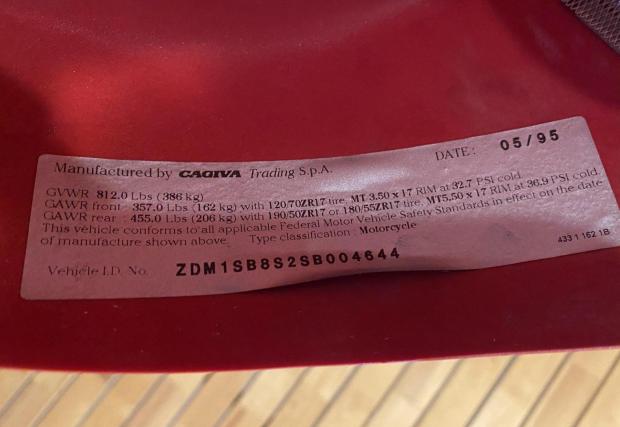 Manufactured by CAGIVA Trading S.p.A. DATE: 05/95
GVWR 812.0 Lbs (386 kg)
GAWR front: 357.0 Lbs (162 kg) with 120/70ZR17 tire, MT 3.50 x 17 RIM at 32.7 PSI cold.
GAWR rear : 455.0 Lbs (206 kg) with 190/50ZR17 or 180/55ZR17 tire, MT5,50 x 17 RIM at 36.9 PSI cold.
This vehicle conforms to all applicable Federal Motor Vehicle Safety Standards in effect on the date
of manufacture shown above. Type classification : Motorcycle
433 1 162 1B
Vehicle I.D. No. ZDM1SB8S2SB004644